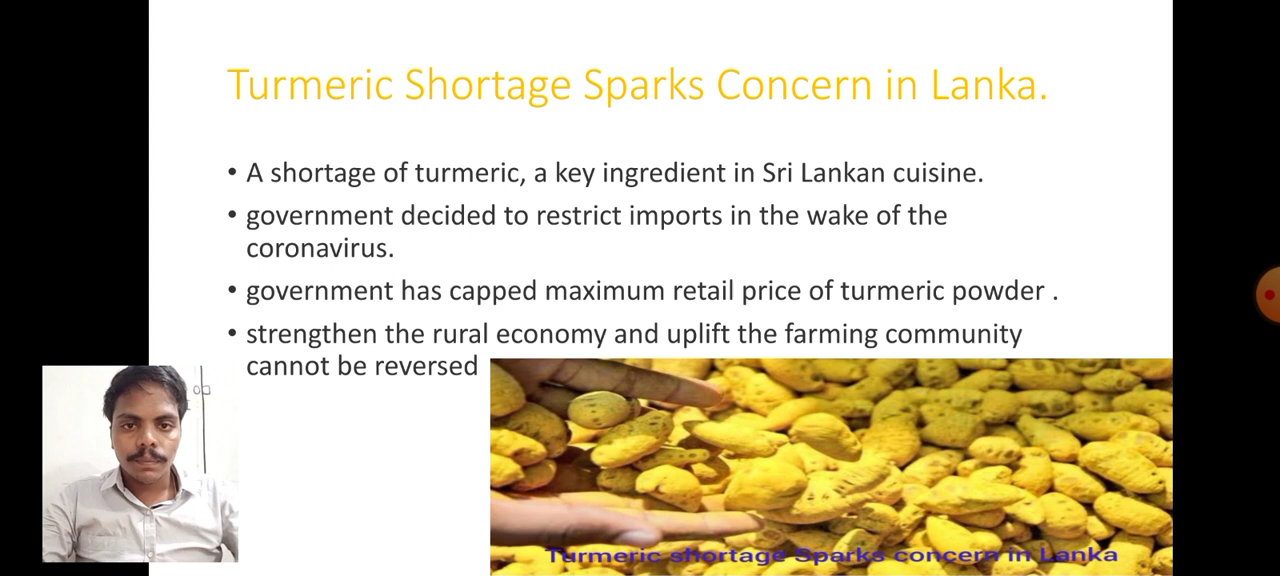 Turmeric Shortage Sparks Concern in Lanka.
• A shortage of turmeric, a key ingredient in Sri Lankan cuisine.
• government decided to restrict imports in the wake of the
coronavirus.
• government has capped maximum retail price of turmeric powder .
• strengthen the rural economy and uplift the farming community
cannot be reversed
Turmeric shortage Sparks concern in Lanka